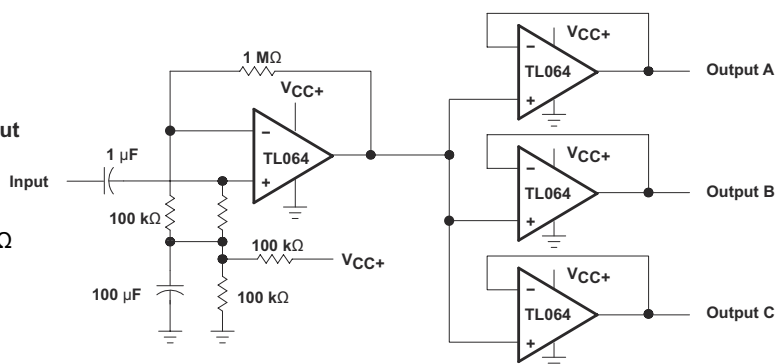 1 MΩ
VCC+
−
TL064
+
ut
1 µF
Input
100 kΩ
Ω
100 kΩ
VCC+
100 µF
100 kΩ
VCC+
−
TL064
+
Output A
VCC+
−
TL064
+
Output B
VCC+
−
TL064
+
Output C